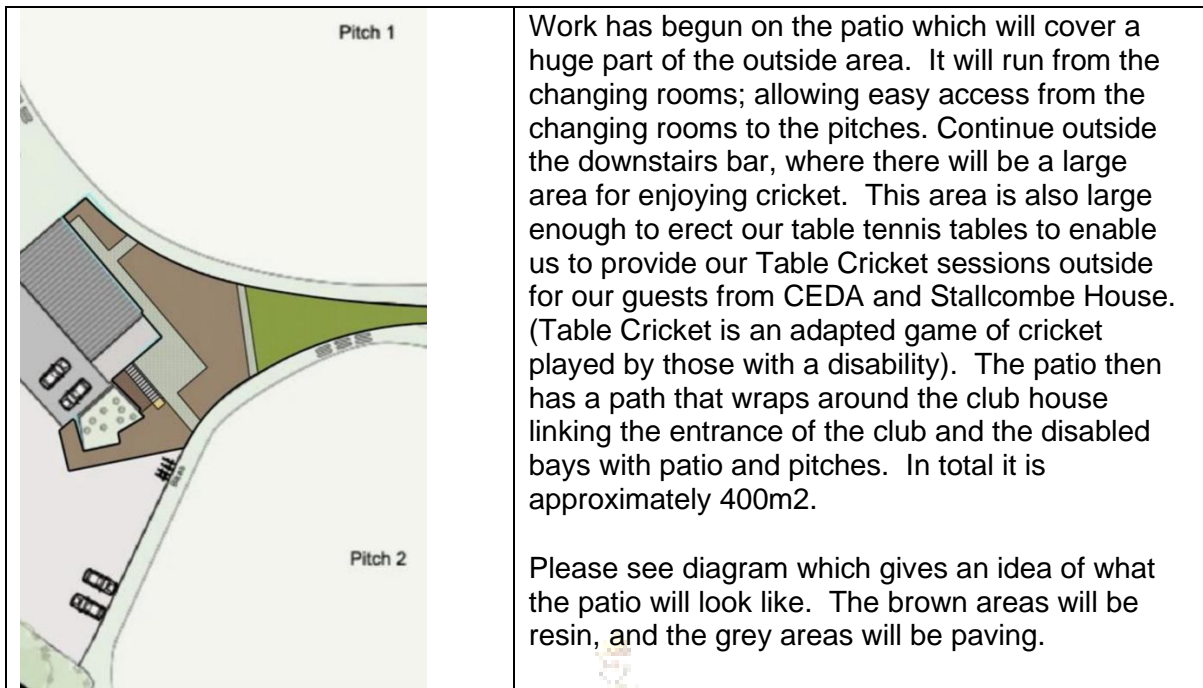 Pitch 1
Pitch 2
Work has begun on the patio which will cover a
huge part of the outside area.  It will run from the
changing rooms; allowing easy access from the
changing rooms to the pitches. Continue outside
the downstairs bar, where there will be a large
area for enjoying cricket.  This area is also large
enough to erect our table tennis tables to enable
us to provide our Table Cricket sessions outside
for our guests from CEDA and Stallcombe House.
(Table Cricket is an adapted game of cricket
played by those with a disability).  The patio then
has a path that wraps around the club house
linking the entrance of the club and the disabled
bays with patio and pitches.  In total it is
approximately 400m2.
Please see diagram which gives an idea of what
the patio will look like.  The brown areas will be
resin, and the grey areas will be paving.